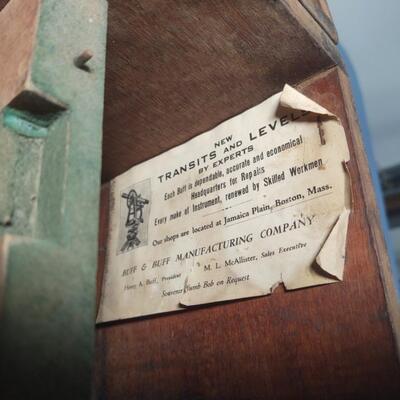 NEW
TRANSITS AND LEVELS
BY EXPERTS
Each Buff is dependable, accurate and economical
Headquarters for Repairs
Every make of Instrument, renewed by Skilled Workmen
Our shops are located at Jamaica Plain, Boston, Mass.
BUFF & BUFF MANUFACTURING COMPANY
Henry A. Buff, President M. L. McAllister, Sales Executive
Souvenir Plumb Bob on Request